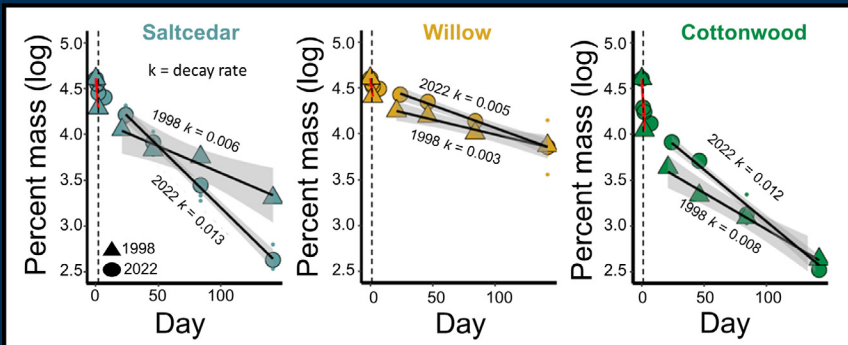 Saltcedar
Percent mass (log)
5.0
4.5
4.0
3.5
3.0
2.5
k = decay rate
1998 k = 0.006
2022 k = 0.013
1998
2022
0
50
100
Day
Willow
Percent mass (log)
5.0
4.5
4.0
3.5
3.0
2.5
2022 k = 0.005
1998 k = 0.003
0
50
100
Day
Cottonwood
Percent mass (log)
5.0
4.5
4.0
3.5
3.0
2.5
2022 k = 0.012
1998 k = 0.008
0
50
100
Day